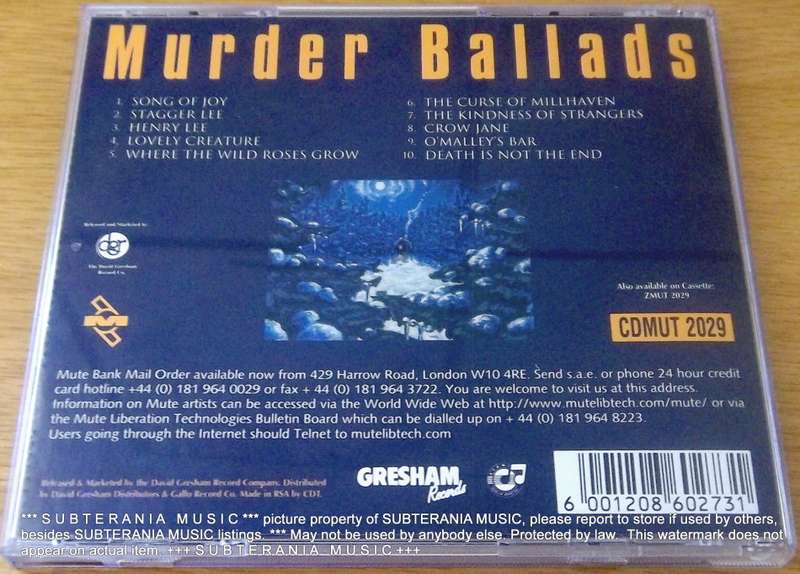 Murder Ballads
1. SONG OF JOY
2. STAGGER LEE
3. HENRY LEE
4. LOVELY CREATURE
5. WHERE THE WILD ROSES GROW
6. THE CURSE OF MILLHAVEN
7. THE KINDNESS OF STRANGERS
8. CROW JANE
9. O'MALLEY'S BAR
10. DEATH IS NOT THE END
Released and Marketed by
dgr
The David Gresham
Record Co.
Also available on Cassette:
ZMUT 2029
CDMUT 2029
Mute Bank Mail Order available now from 429 Harrow Road, London W10 4RE. Send s.a.e. or phone 24 hour credit
card hotline +44 (0) 181 964 0029 or fax + 44 (0) 181 964 3722. You are welcome to visit us at this address.
Information on Mute artists can be accessed via the World Wide Web at http://www.mutelibtech.com/mute/ or via
the Mute Liberation Technologies Bulletin Board which can be dialled up on + 44 (0) 181 964 8223.
Users going through the Internet should Telnet to mutelibtech.com
Released & Marketed by the David Gresham Record Company. Distributed
by David Gresham Distributors & Gallo Record Co. Made in RSA by CDT.
GRESHAM
Records
6 001208 602731
*** S U B T E R A N I A   M U S I C *** picture property of SUBTERANIA MUSIC, please report to store if used by others,
besides SUBTERANIA MUSIC listings. *** May not be used by anybody else. Protected by law. This watermark does not
appear on actual item. +++ S U B T E R A N I A   M U S I C +++